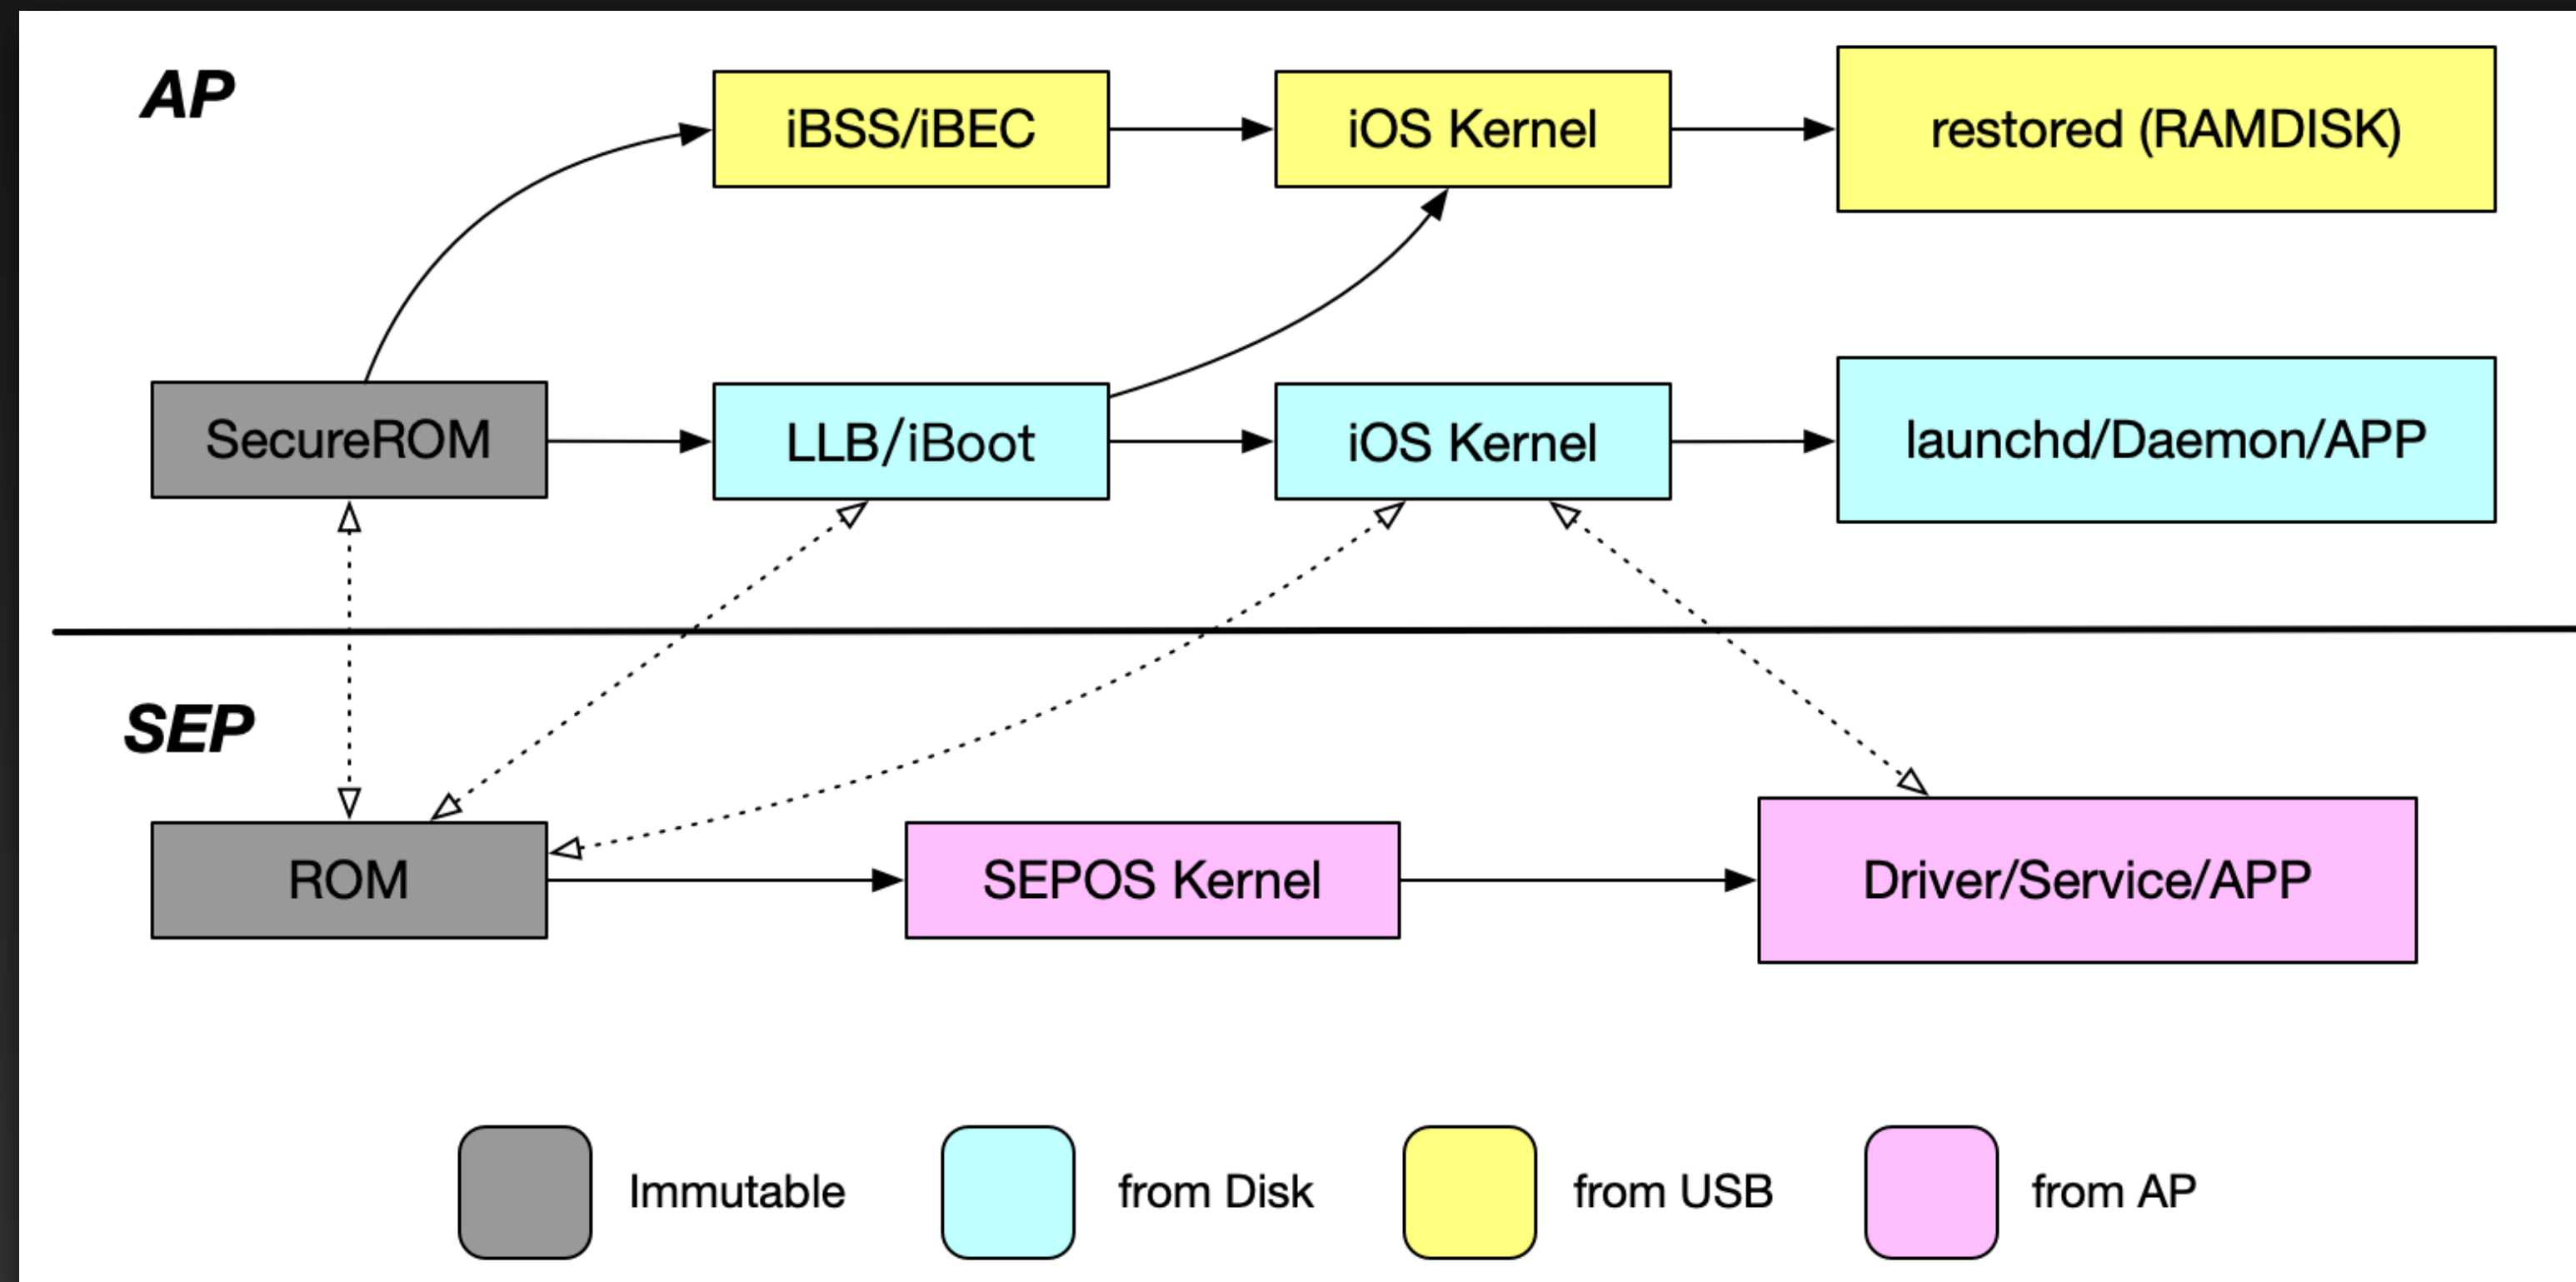 AP
iBSS/iBEC
iOS Kernel
restored (RAMDISK)
SecureROM
LLB/iBoot
iOS Kernel
launchd/Daemon/APP
SEP
ROM
SEPOS Kernel
Driver/Service/APP
Immutable
from Disk
from USB
from AP